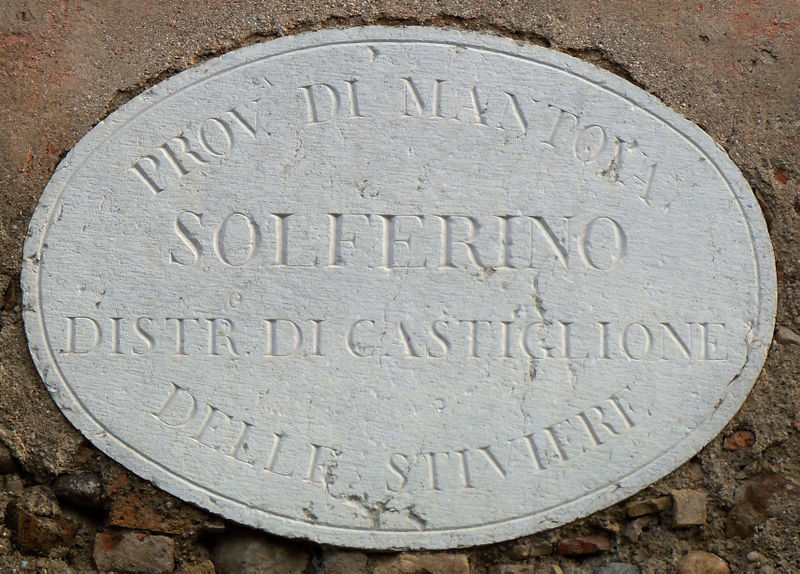 PROV DI MANTOVA
SOLFERINO
DISTR. DI CASTIGLIONE
DELLE STIVIERE